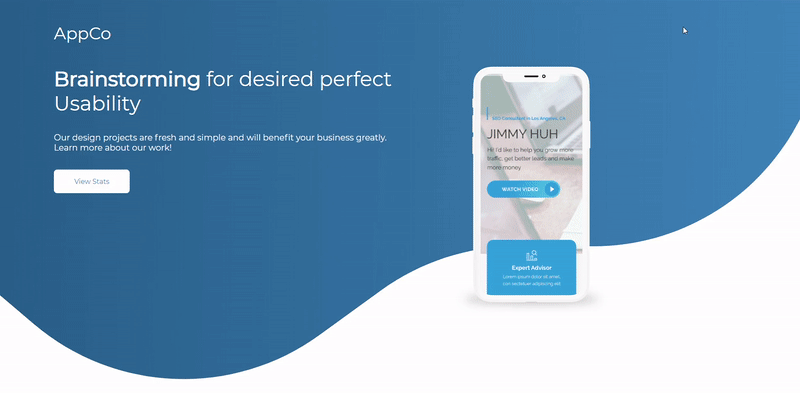 AppCo
Brainstorming for desired perfect
Usability
Our design projects are fresh and simple and will benefit your business greatly.
Learn more about our work!
View Stats
SEO Consultant in Los Angeles, CA
JIMMY HUH
Hi! I'd like to help you grow more
traffic, get better leads and make
more money.
WATCH VIDEO
Expert Advisor
Lorem ipsum dolor sit amet,
con sectetuer adipiscing elit